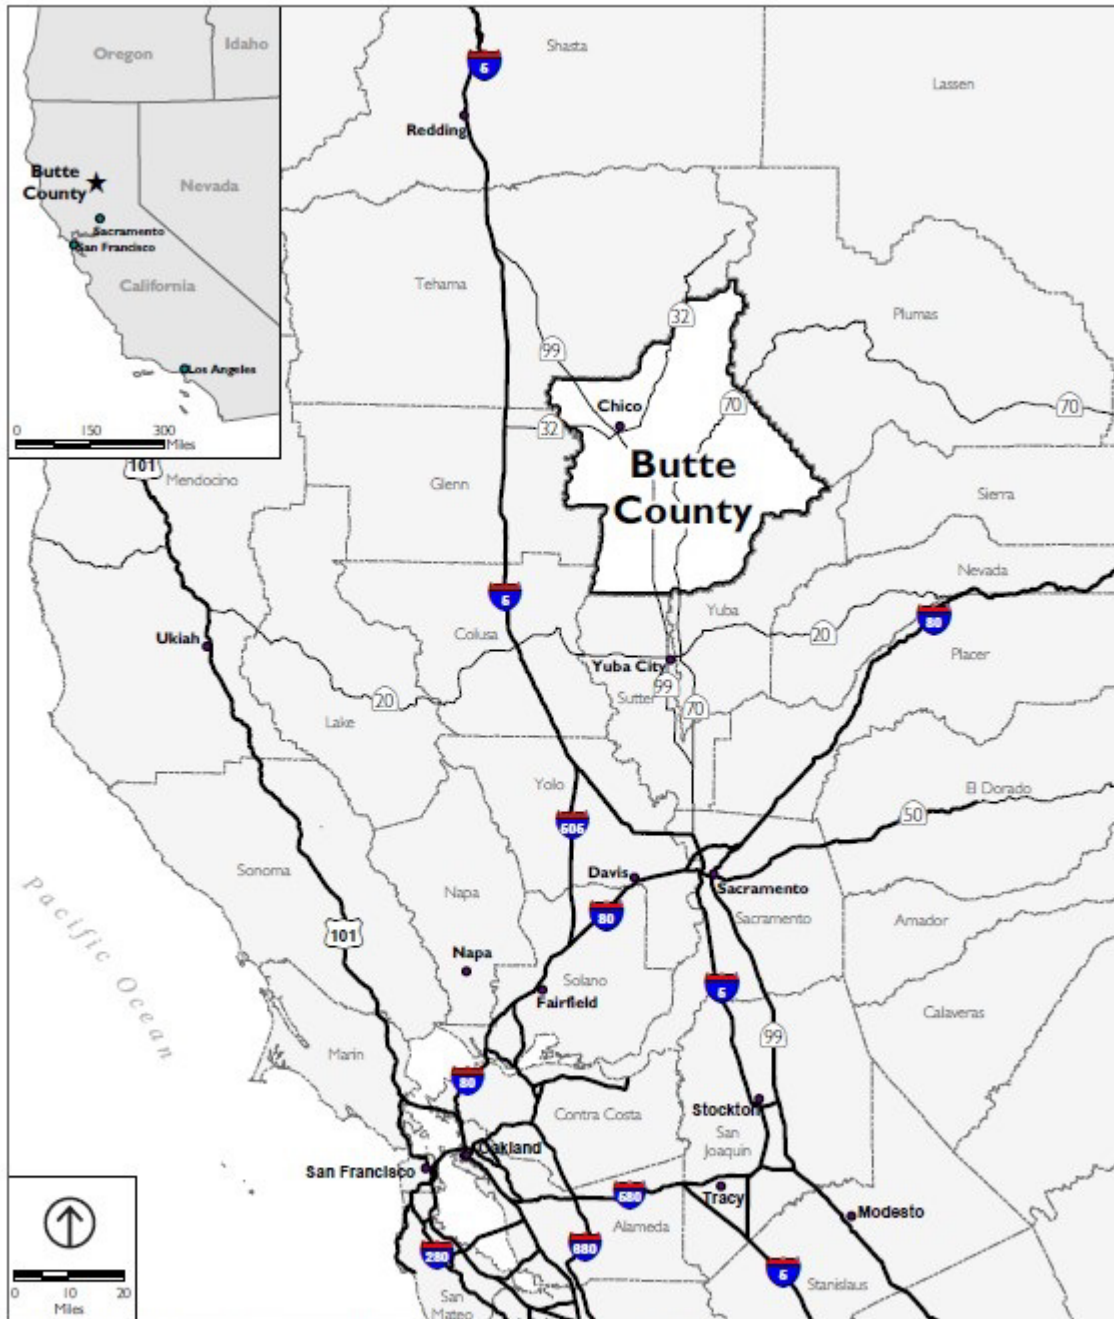 Oregon
Idaho
Butte
County
Nevada
Sacramento
San Francisco
California
Los Angeles
0 150 300
Miles
5
Shasta
Lassen
Redding
Tehama
Plumas
32
99
Chico
70
70
32
Butte
County
101
Mendocino
Glenn
Sierra
5
Nevada
Yuba
80
20
Colusa
Ukiah
Yuba City
Placer
99
Sutter
70
20
Lake
Yolo
El Dorado
50
505
Sonoma
Napa
Davis
Sacramento
80
Sacramento
Amador
101
Napa
Solano
5
Fairfield
Calaveras
Pacific Ocean
99
Marin
80
Stockton
Contra Costa
San
Joaquin
Oakland
San Francisco
580
Tracy
Modesto
Alameda
280
680
5
Stanislaus
San
Mateo
0 10 20
Miles